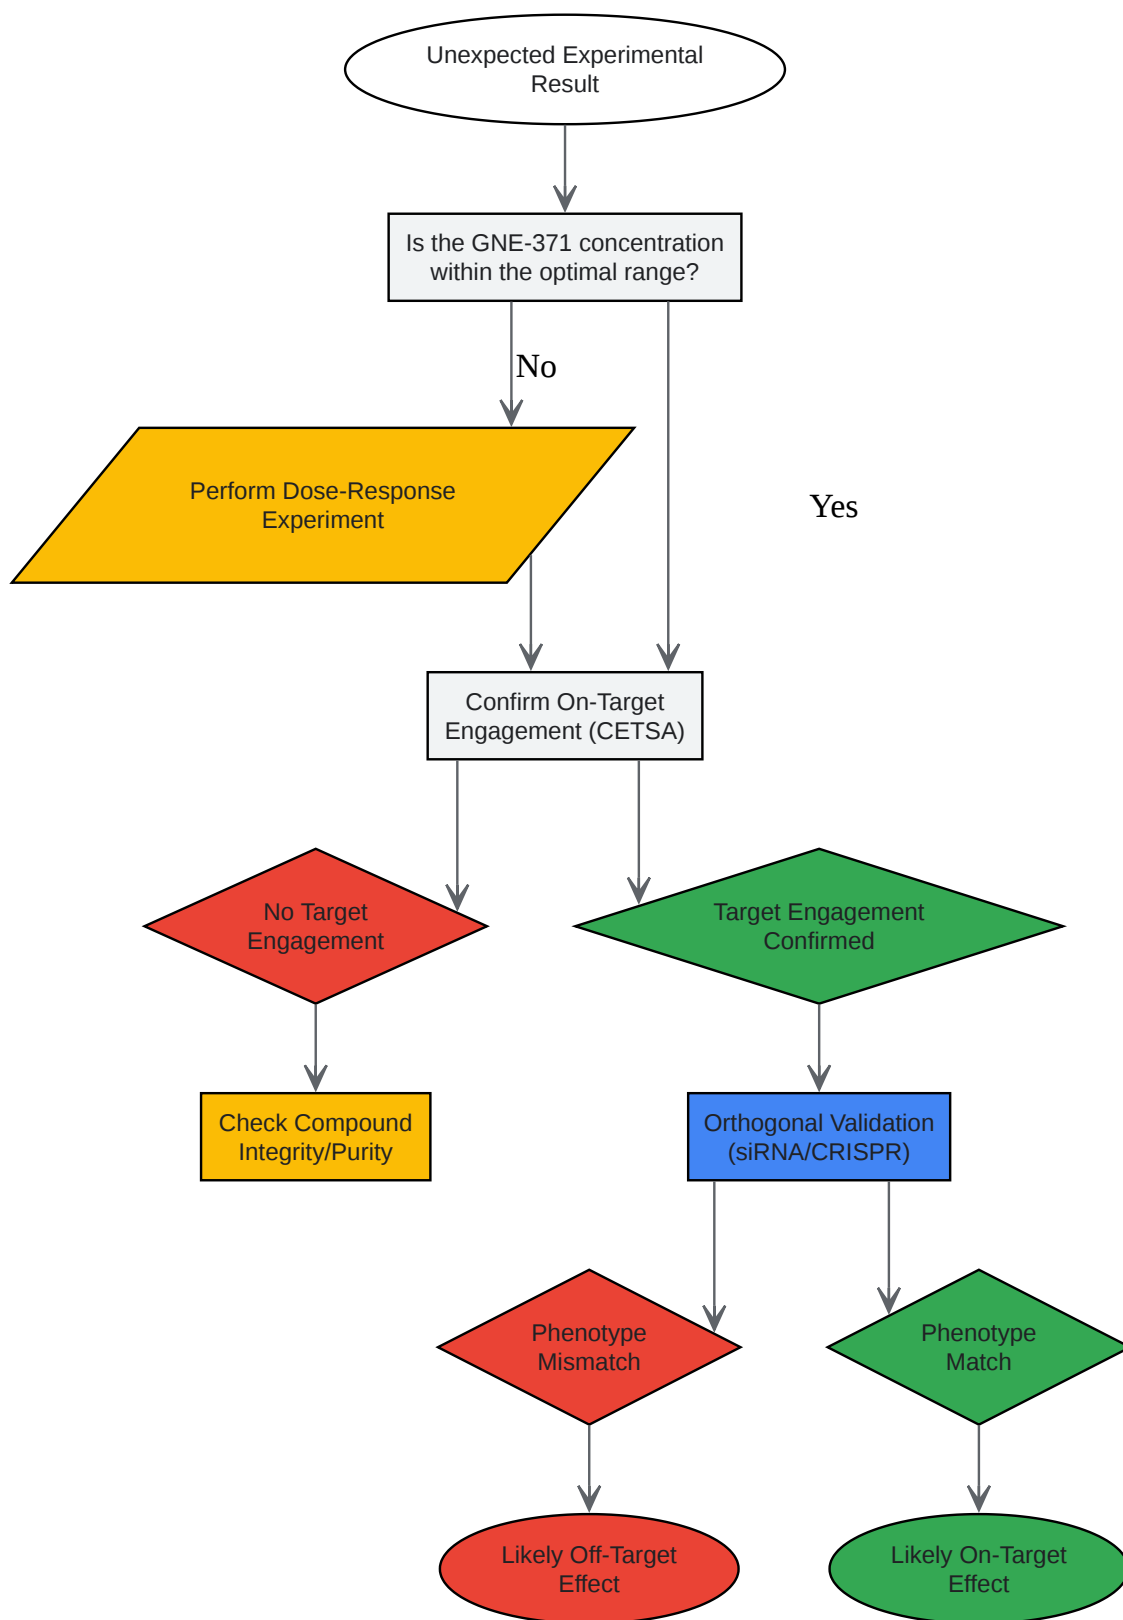 Unexpected Experimental
Result
Is the GNE-371 concentration
within the optimal range?
No
Perform Dose-Response
Experiment
Yes
Confirm On-Target
Engagement (CETSA)
No Target
Engagement
Target Engagement
Confirmed
Check Compound
Integrity/Purity
Orthogonal Validation
(siRNA/CRISPR)
Phenotype
Mismatch
Phenotype
Match
Likely Off-Target
Effect
Likely On-Target
Effect